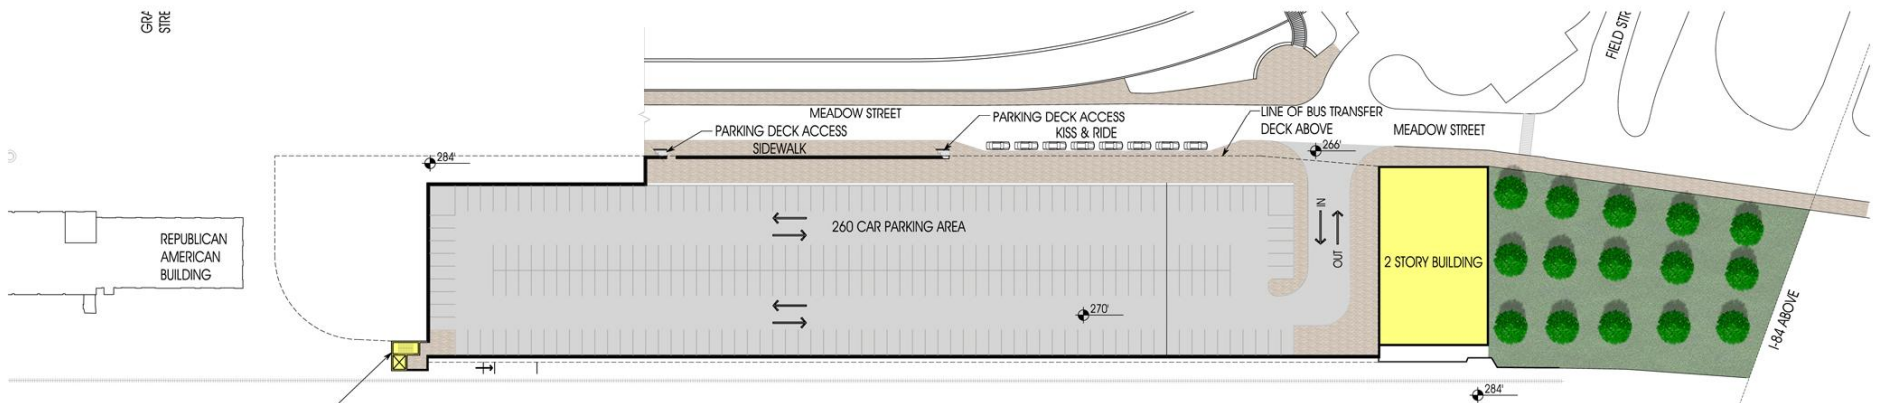 STRE
FIELD STR
MEADOW STREET
PARKING DECK ACCESS
SIDEWALK
PARKING DECK ACCESS
KISS & RIDE
LINE OF BUS TRANSFER
DECK ABOVE
MEADOW STREET
284'
266'
REPUBLICAN
AMERICAN
BUILDING
260 CAR PARKING AREA
IN
OUT
2 STORY BUILDING
270'
I-84 ABOVE
284'